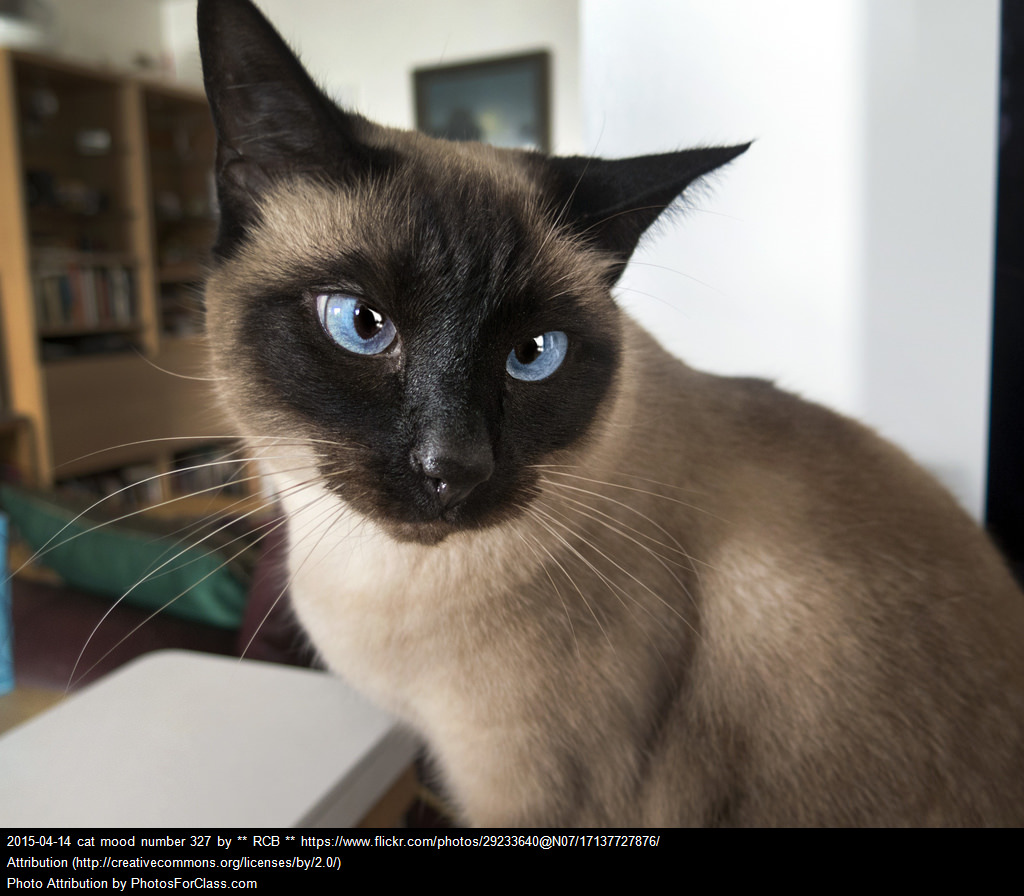 2015-04-14 cat mood number 327 by ** RCB ** https://www.flickr.com/photos/29233640@N07/17137727876/
Attribution (http://creativecommons.org/licenses/by/2.0/)
Photo Attribution by PhotosForClass.com